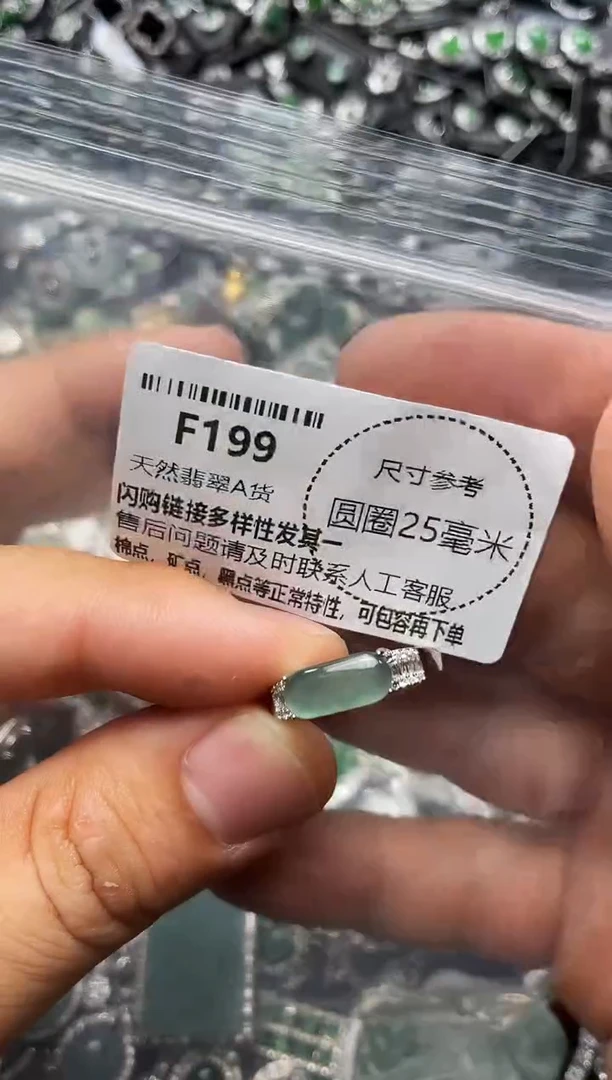 F199
天然翡翠A货
闪购链接多样性发其一
售后问题请及时联系人工客服
棉点、矿点、黑点等正常特性，可包容再下单
尺寸参考
圆圈25毫米